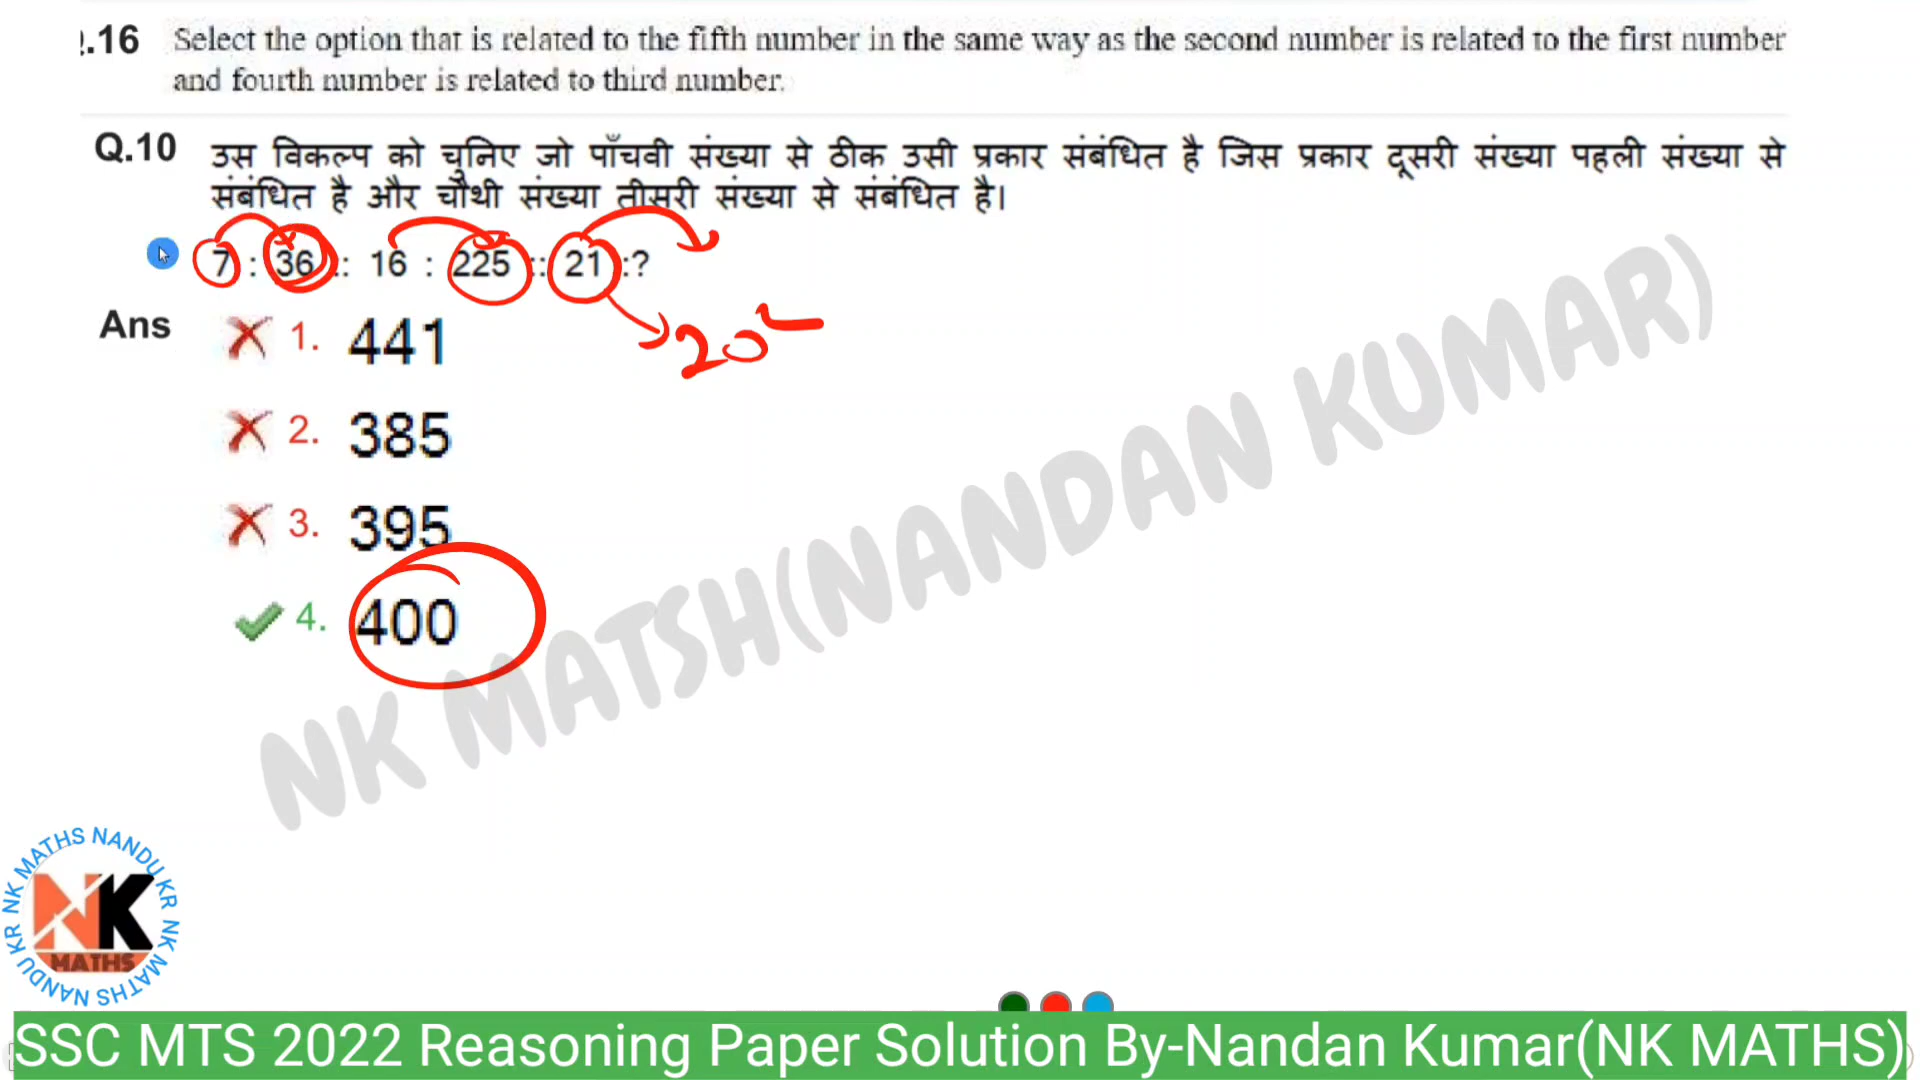 .16 Select the option that is related to the fifth number in the same way as the second number is related to the first number
and fourth number is related to third number.
Q.10 उस विकल्प को चुनिए जो पाँचवी संख्या से ठीक उसी प्रकार संबंधित है जिस प्रकार दूसरी संख्या पहली संख्या से
संबंधित है और चौथी संख्या तीसरी संख्या से संबंधित है।
7 : 36 :: 16 : 225 :: 21 :?
20²
Ans 1. 441
2. 385
3. 395
4. 400
NK MATSH(NANDAN KUMAR)
NK MATHS NANDU KR NK MATHS NANDU KR
NK
MATHS
SSC MTS 2022 Reasoning Paper Solution By-Nandan Kumar(NK MATHS)